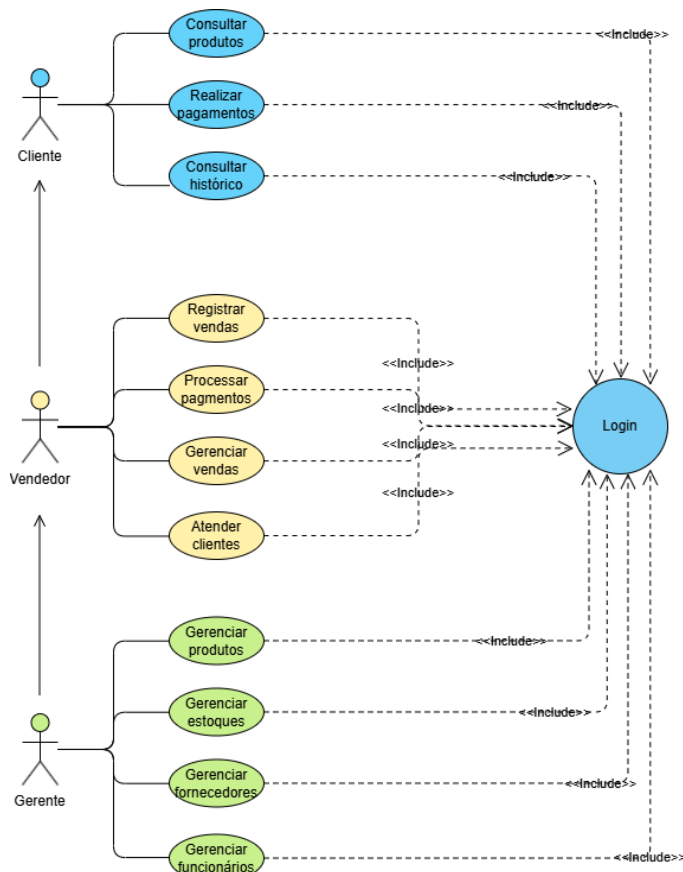 Consultar
produtos
<<Include>>
Realizar
pagamentos
<<Include>>
Cliente
Consultar
histórico
<<Include>>
Registrar
vendas
<<Include>>
Processar
pagmentos
<<Include>>
Login
Vendedor
Gerenciar
vendas
<<Include>>
Atender
clientes
<<Include>>
Gerenciar
produtos
<<Include>>
Gerenciar
estoques
<<Include>>
Gerente
Gerenciar
fornecedores
<<Include>>
Gerenciar
funcionários
<<Include>>